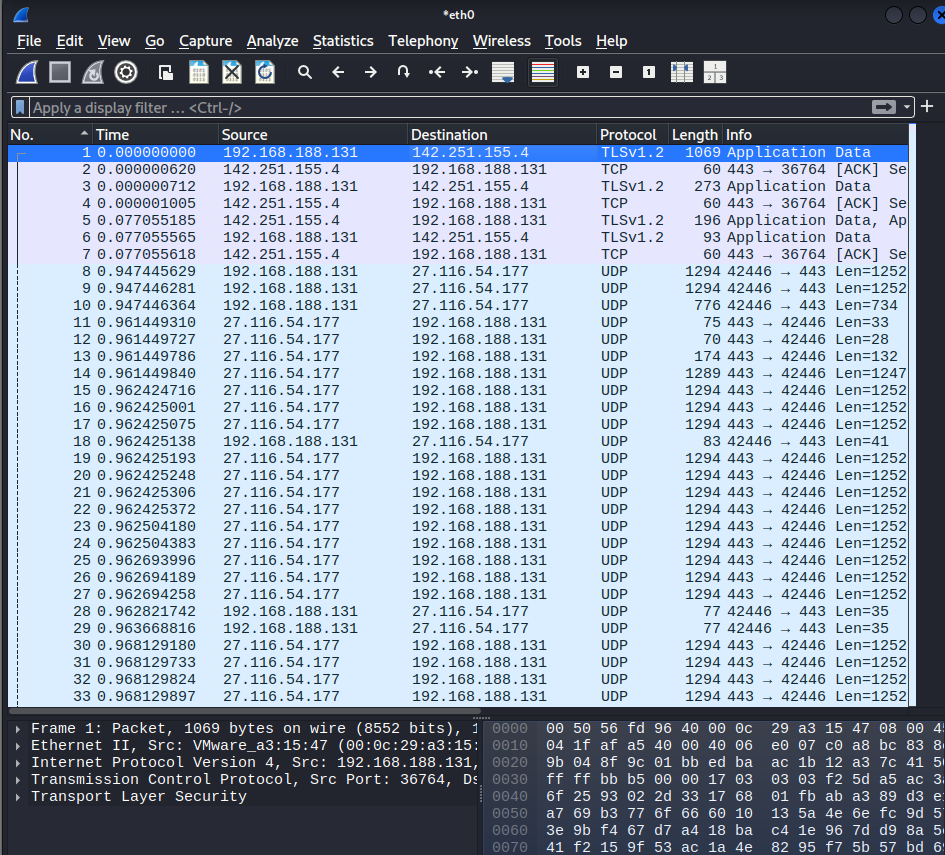 *eth0
File Edit View Go Capture Analyze Statistics Telephony Wireless Tools Help
Apply a display filter ... <Ctrl-/>
No. Time Source Destination Protocol Length Info
1 0.000000000 192.168.188.131 142.251.155.4 TLSv1.2 1069 Application Data
2 0.000000620 142.251.155.4 192.168.188.131 TCP 60 443 → 36764 [ACK] Se
3 0.000000712 192.168.188.131 142.251.155.4 TLSv1.2 273 Application Data
4 0.000001005 142.251.155.4 192.168.188.131 TCP 60 443 → 36764 [ACK] Se
5 0.077055185 142.251.155.4 192.168.188.131 TLSv1.2 196 Application Data, Ap
6 0.077055565 192.168.188.131 142.251.155.4 TLSv1.2 93 Application Data
7 0.077055618 142.251.155.4 192.168.188.131 TCP 60 443 → 36764 [ACK] Se
8 0.947445629 192.168.188.131 27.116.54.177 UDP 1294 42446 → 443 Len=1252
9 0.947446281 192.168.188.131 27.116.54.177 UDP 1294 42446 → 443 Len=1252
10 0.947446364 192.168.188.131 27.116.54.177 UDP 776 42446 → 443 Len=734
11 0.961449310 27.116.54.177 192.168.188.131 UDP 75 443 → 42446 Len=33
12 0.961449727 27.116.54.177 192.168.188.131 UDP 70 443 → 42446 Len=28
13 0.961449786 27.116.54.177 192.168.188.131 UDP 174 443 → 42446 Len=132
14 0.961449840 27.116.54.177 192.168.188.131 UDP 1289 443 → 42446 Len=1247
15 0.962424716 27.116.54.177 192.168.188.131 UDP 1294 443 → 42446 Len=1252
16 0.962425001 27.116.54.177 192.168.188.131 UDP 1294 443 → 42446 Len=1252
17 0.962425075 27.116.54.177 192.168.188.131 UDP 1294 443 → 42446 Len=1252
18 0.962425138 192.168.188.131 27.116.54.177 UDP 83 42446 → 443 Len=41
19 0.962425193 27.116.54.177 192.168.188.131 UDP 1294 443 → 42446 Len=1252
20 0.962425248 27.116.54.177 192.168.188.131 UDP 1294 443 → 42446 Len=1252
21 0.962425306 27.116.54.177 192.168.188.131 UDP 1294 443 → 42446 Len=1252
22 0.962425372 27.116.54.177 192.168.188.131 UDP 1294 443 → 42446 Len=1252
23 0.962504180 27.116.54.177 192.168.188.131 UDP 1294 443 → 42446 Len=1252
24 0.962504383 27.116.54.177 192.168.188.131 UDP 1294 443 → 42446 Len=1252
25 0.962693996 27.116.54.177 192.168.188.131 UDP 1294 443 → 42446 Len=1252
26 0.962694189 27.116.54.177 192.168.188.131 UDP 1294 443 → 42446 Len=1252
27 0.962694258 27.116.54.177 192.168.188.131 UDP 1294 443 → 42446 Len=1252
28 0.962821742 192.168.188.131 27.116.54.177 UDP 77 42446 → 443 Len=35
29 0.963668816 192.168.188.131 27.116.54.177 UDP 77 42446 → 443 Len=35
30 0.968129180 27.116.54.177 192.168.188.131 UDP 1294 443 → 42446 Len=1252
31 0.968129733 27.116.54.177 192.168.188.131 UDP 1294 443 → 42446 Len=1252
32 0.968129824 27.116.54.177 192.168.188.131 UDP 1294 443 → 42446 Len=1252
33 0.968129897 27.116.54.177 192.168.188.131 UDP 1294 443 → 42446 Len=1252
Frame 1: Packet, 1069 bytes on wire (8552 bits), 1
Ethernet II, Src: VMware_a3:15:47 (00:0c:29:a3:15:
Internet Protocol Version 4, Src: 192.168.188.131,
Transmission Control Protocol, Src Port: 36764, Ds
Transport Layer Security
0000 00 50 56 fd 96 40 00 0c 29 a3 15 47 08 00 45
0010 04 1f af a5 40 00 40 06 e0 07 c0 a8 bc 83 8e
0020 9b 04 8f 9c 01 bb ed ba ac 1b 12 a3 7c 41 50
0030 ff ff bb b5 00 00 17 03 03 03 f2 5d a5 ac
0040 6f 25 93 02 2d 33 17 68 01 fb ab a3 89 d3
0050 a7 69 b3 77 6f 66 60 10 13 5a 4e 6e fc 9d
0060 3e 9b f4 67 d7 a4 18 ba c4 1e 96 7d d9 8a
0070 41 f2 15 9f 53 ac 1a 4e 82 95 f7 5b 57 bd